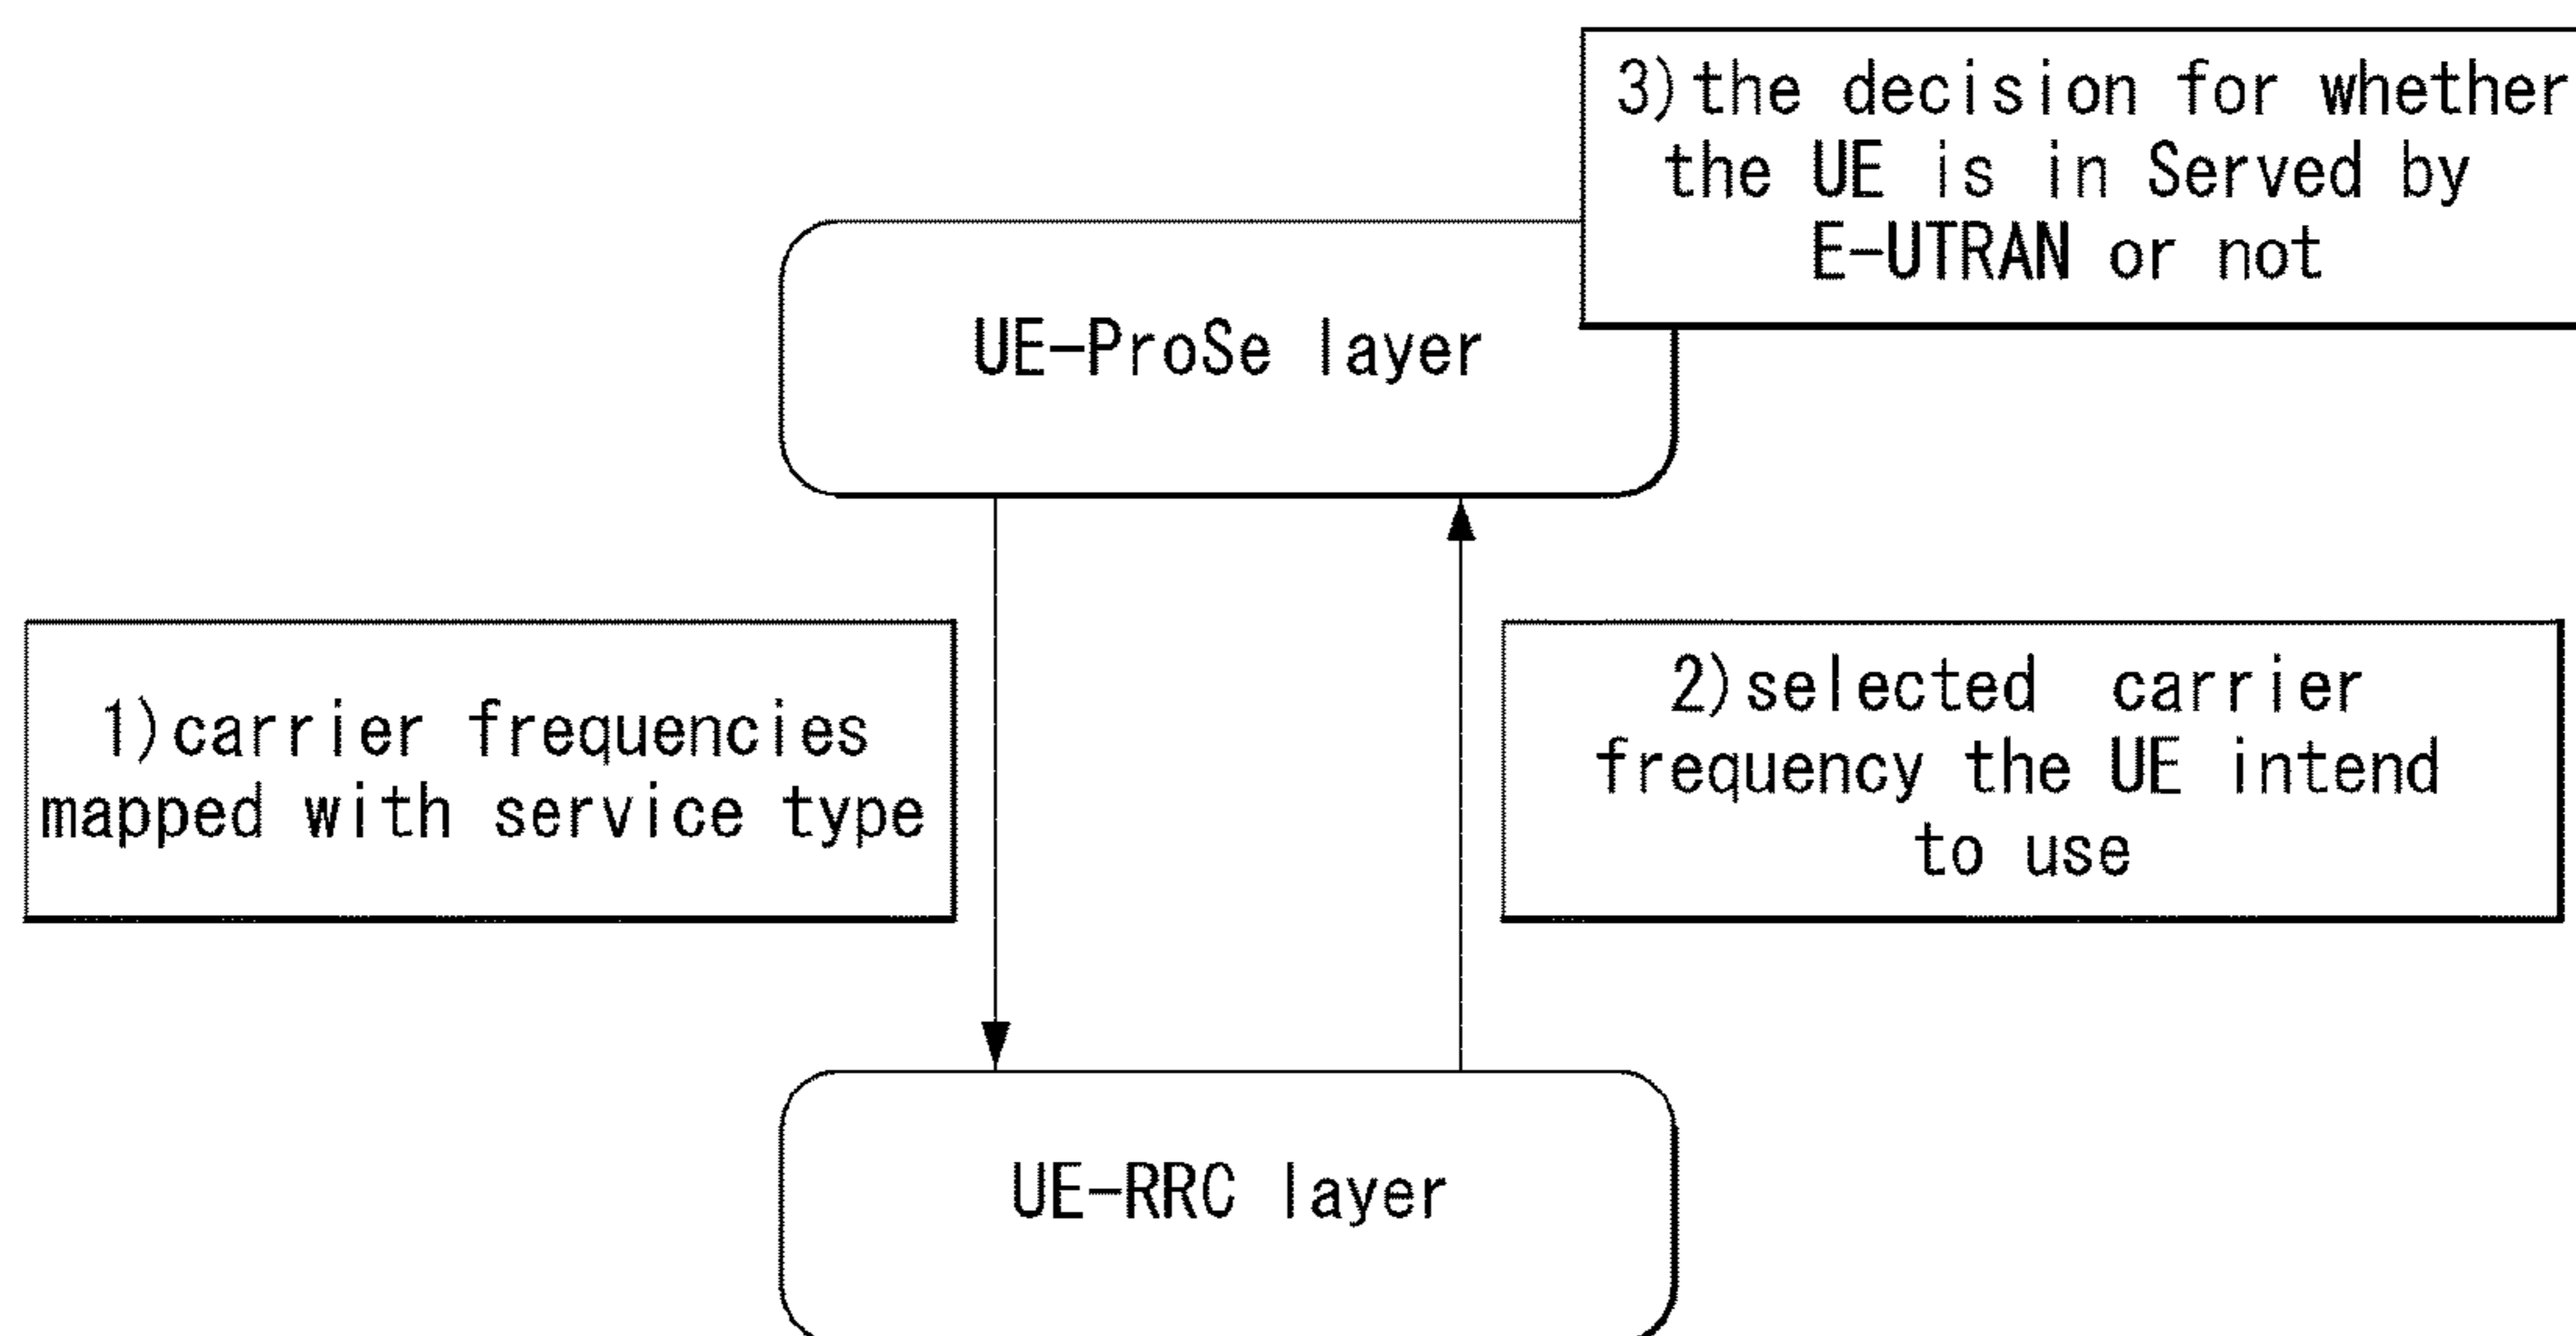 3)the decision for whether
the UE is in Served by
E-UTRAN or not
UE-ProSe layer
1)carrier frequencies
mapped with service type
2)selected carrier
frequency the UE intend
to use
UE-RRC layer